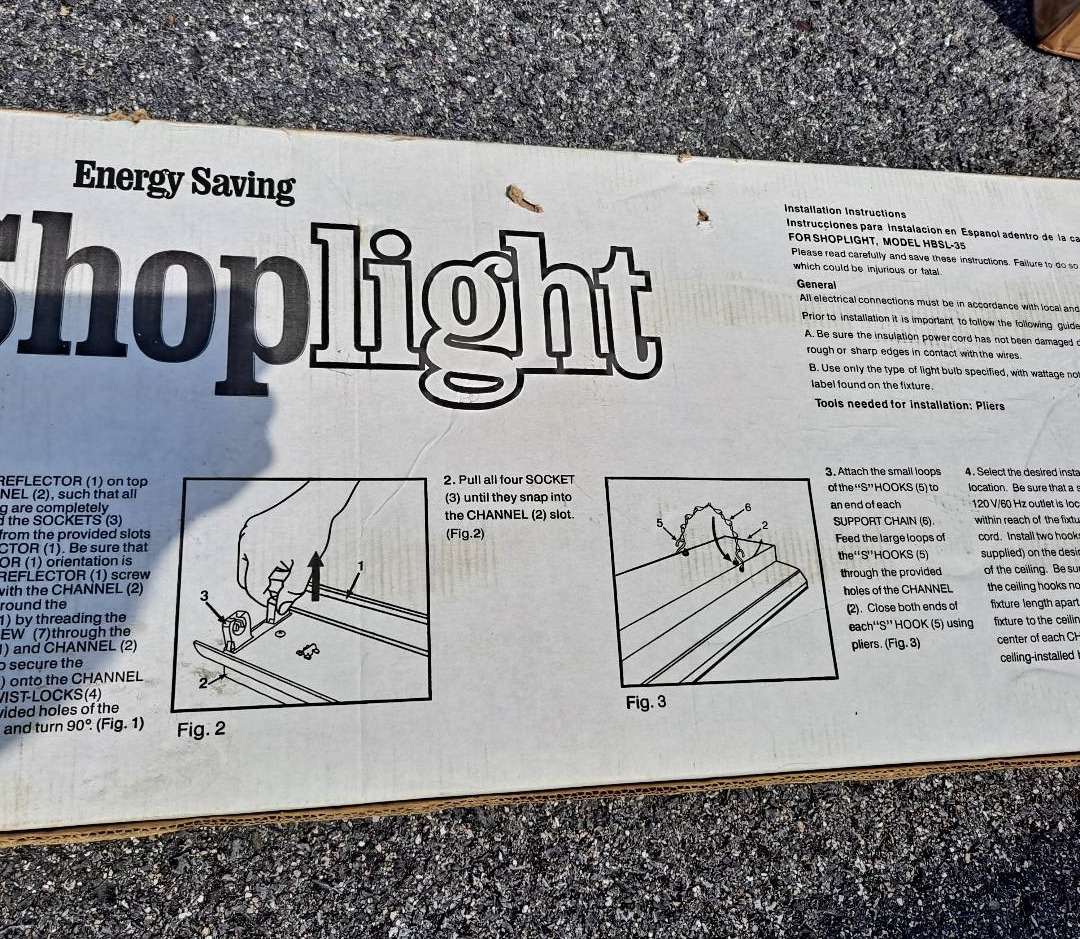 Energy Saving
Shoplight
Installation Instructions
Instrucciones para Instalacion en Espanol adentro de la
FOR SHOPLIGHT, MODEL HBSL-35
Please read carefully and save these instructions. Failure to do so
which could be injurious or fatal.
General
All electrical connections must be in accordance with local and
Prior to installation it is important to follow the following
A. Be sure the insulation power cord has not been damaged
rough or sharp edges in contact with the wires.
B. Use only the type of light bulb specified, with wattage
label found on the fixture.
Tools needed for installation: Pliers
REFLECTOR (1) on top
NEL (2), such that all
g are completely
d the SOCKETS (3)
from the provided slots
CTOR (1). Be sure that
OR (1) orientation is
REFLECTOR (1) screw
with the CHANNEL (2)
round the
1) by threading the
EW (7)through the
) and CHANNEL (2)
o secure the
) onto the CHANNEL
IST-LOCKS(4)
vided holes of the
and turn 90°. (Fig. 1)
3
1
2
Fig. 2
2. Pull all four SOCKET
(3) until they snap into
the CHANNEL (2) slot.
(Fig.2)
5
6
2
Fig. 3
3. Attach the small loops
of the "S" HOOKS (5) to
an end of each
SUPPORT CHAIN (6).
Feed the large loops of
the "S" HOOKS (5)
through the provided
holes of the CHANNEL
(2). Close both ends of
each "S" HOOK (5) using
pliers. (Fig. 3)
4. Select the desired
location. Be sure that a
120 V/60 Hz outlet is
within reach of the
cord. Install two hooks
supplied) on the
of the ceiling. Be
the ceiling hooks
fixture length apart.
fixture to the
center of each
ceiling-installed